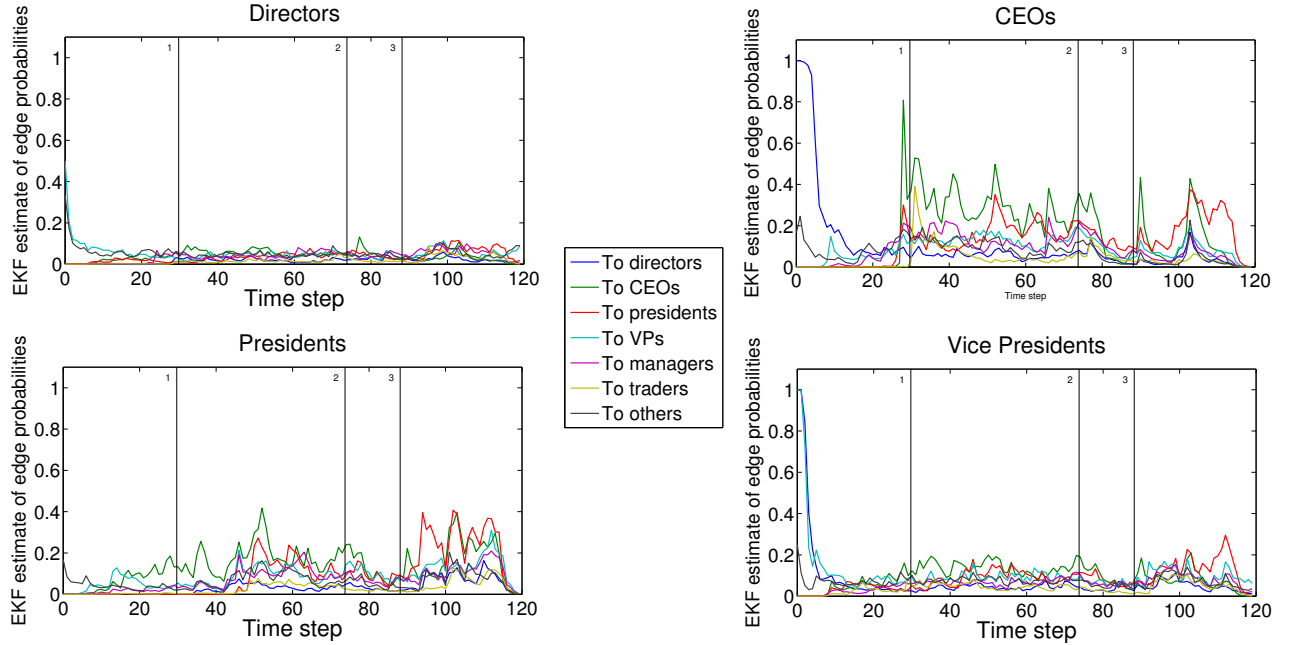 Directors
EKF estimate of edge probabilities
1
0.8
0.6
0.4
0.2
0
1
2
3
0 20 40 60 80 100 120
Time step
CEOs
EKF estimate of edge probabilities
1
0.8
0.6
0.4
0.2
0
1
2
3
0 20 40 60 80 100 120
Time step
To directors
To CEOs
To presidents
To VPs
To managers
To traders
To others
Presidents
EKF estimate of edge probabilities
1
0.8
0.6
0.4
0.2
0
1
2
3
0 20 40 60 80 100 120
Time step
Vice Presidents
EKF estimate of edge probabilities
1
0.8
0.6
0.4
0.2
0
1
2
3
0 20 40 60 80 100 120
Time step